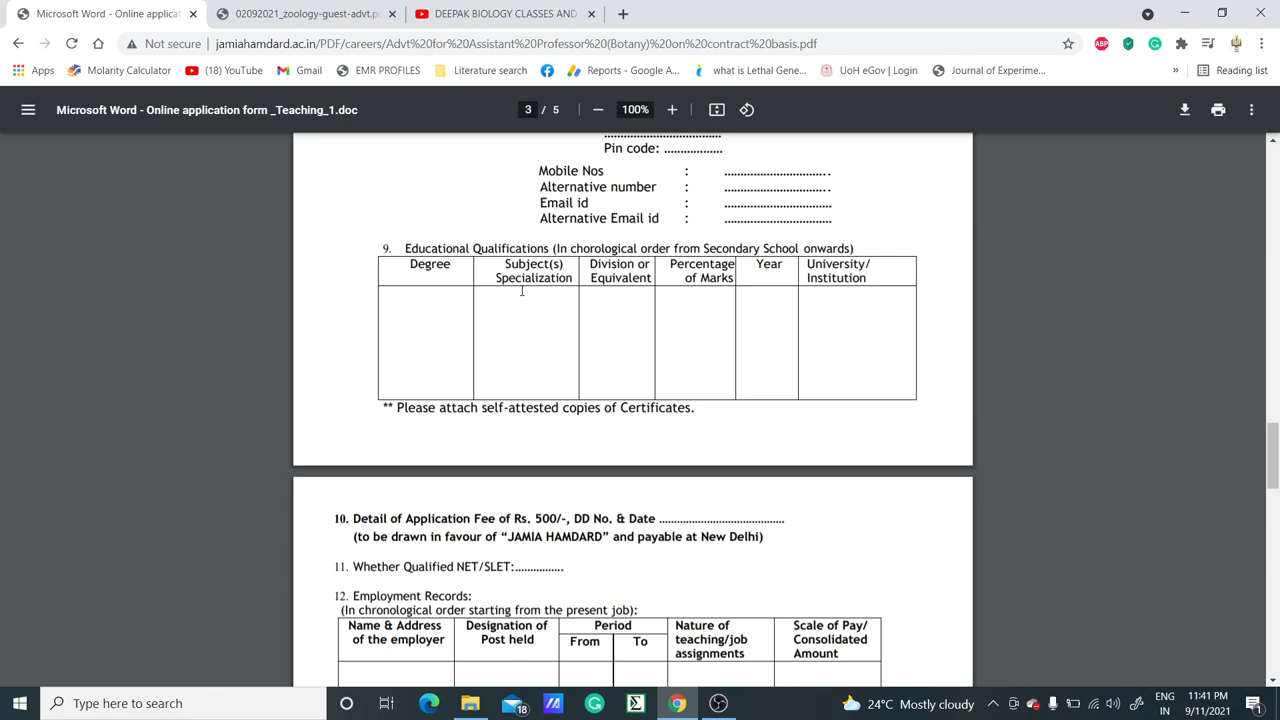 Microsoft Word - Online applicati
02092021_zoology-guest-advt.p
DEEPAK BIOLOGY CLASSES AND
Not secure
jamiahamdard.ac.in/PDF/careers/Advt%20for%20Assistant%20Professor%20(Botany)%20on%20contract%20basis.pdf
ABP
Apps
Molarity Calculator
(18) YouTube
Gmail
EMR PROFILES
Literature search
Reports - Google A...
what is Lethal Gene...
UoH eGov | Login
Journal of Experime...
»
Reading list
Microsoft Word - Online application form _Teaching_1.doc
3 / 5
100%
Pin code: ..................
Mobile Nos : ................................
Alternative number : ................................
Email id : .................................
Alternative Email id : .................................
9. Educational Qualifications (In chorological order from Secondary School onwards)
Degree
Subject(s) Specialization
Division or Equivalent
Percentage of Marks
Year
University/ Institution
** Please attach self-attested copies of Certificates.
10. Detail of Application Fee of Rs. 500/-, DD No. & Date ..........................................
(to be drawn in favour of “JAMIA HAMDARD” and payable at New Delhi)
11. Whether Qualified NET/SLET:...............
12. Employment Records:
(In chronological order starting from the present job):
Name & Address of the employer
Designation of Post held
Period
From
To
Nature of teaching/job assignments
Scale of Pay/ Consolidated Amount
Type here to search
18
24°C Mostly cloudy
ENG
IN
11:41 PM
9/11/2021